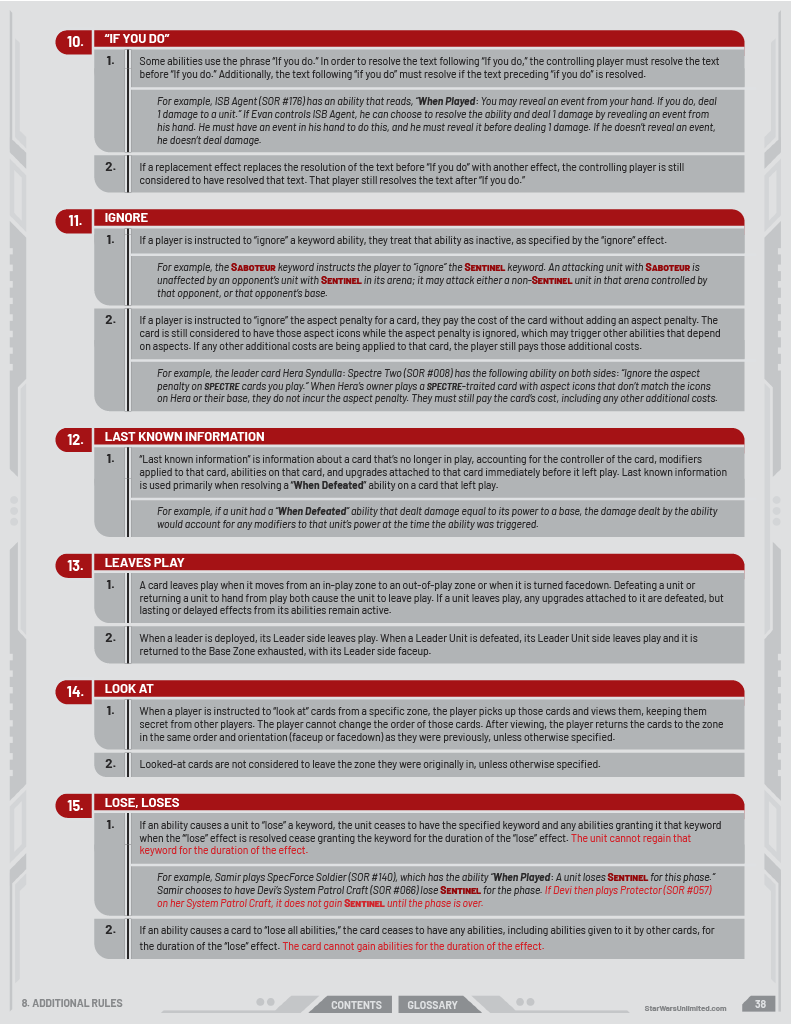 10. "IF YOU DO"
1. Some abilities use the phrase "If you do." In order to resolve the text following "If you do," the controlling player must resolve the text
before "If you do." Additionally, the text following "if you do" must resolve if the text preceding "if you do" is resolved.
For example, ISB Agent (SOR #176) has an ability that reads, "When Played: You may reveal an event from your hand. If you do, deal
1 damage to a unit." If Evan controls ISB Agent, he can choose to resolve the ability and deal 1 damage by revealing an event from
his hand. He must have an event in his hand to do this, and he must reveal it before dealing 1 damage. If he doesn't reveal an event,
he doesn't deal damage.
2. If a replacement effect replaces the resolution of the text before "If you do" with another effect, the controlling player is still
considered to have resolved that text. That player still resolves the text after "If you do."
11. IGNORE
1. If a player is instructed to "ignore" a keyword ability, they treat that ability as inactive, as specified by the "ignore" effect.
For example, the SABOTEUR keyword instructs the player to "ignore" the SENTINEL keyword. An attacking unit with SABOTEUR is
unaffected by an opponent's unit with SENTINEL in its arena; it may attack either a non-SENTINEL unit in that arena controlled by
that opponent, or that opponent's base.
2. If a player is instructed to "ignore" the aspect penalty for a card, they pay the cost of the card without adding an aspect penalty. The
card is still considered to have those aspect icons while the aspect penalty is ignored, which may trigger other abilities that depend
on aspects. If any other additional costs are being applied to that card, the player still pays those additional costs.
For example, the leader card Hera Syndulla: Spectre Two (SOR #008) has the following ability on both sides: "Ignore the aspect
penalty on SPECTRE cards you play." When Hera's owner plays a SPECTRE-traited card with aspect icons that don't match the icons
on Hera or their base, they do not incur the aspect penalty. They must still pay the card's cost, including any other additional costs.
12. LAST KNOWN INFORMATION
1. "Last known information" is information about a card that's no longer in play, accounting for the controller of the card, modifiers
applied to that card, abilities on that card, and upgrades attached to that card immediately before it left play. Last known information
is used primarily when resolving a "When Defeated" ability on a card that left play.
For example, if a unit had a "When Defeated" ability that dealt damage equal to its power to a base, the damage dealt by the ability
would account for any modifiers to that unit's power at the time the ability was triggered.
13. LEAVES PLAY
1. A card leaves play when it moves from an in-play zone to an out-of-play zone or when it is turned facedown. Defeating a unit or
returning a unit to hand from play both cause the unit to leave play. If a unit leaves play, any upgrades attached to it are defeated, but
lasting or delayed effects from its abilities remain active.
2. When a leader is deployed, its Leader side leaves play. When a Leader Unit is defeated, its Leader Unit side leaves play and it is
returned to the Base Zone exhausted, with its Leader side faceup.
14. LOOK AT
1. When a player is instructed to "look at" cards from a specific zone, the player picks up those cards and views them, keeping them
secret from other players. The player cannot change the order of those cards. After viewing, the player returns the cards to the zone
in the same order and orientation (faceup or facedown) as they were previously, unless otherwise specified.
2. Looked-at cards are not considered to leave the zone they were originally in, unless otherwise specified.
15. LOSE, LOSES
1. If an ability causes a unit to "lose" a keyword, the unit ceases to have the specified keyword and any abilities granting it that keyword
when the "'lose" effect is resolved cease granting the keyword for the duration of the "lose" effect. The unit cannot regain that
keyword for the duration of the effect.
For example, Samir plays SpecForce Soldier (SOR #140), which has the ability "When Played: A unit loses SENTINEL for this phase."
Samir chooses to have Devi's System Patrol Craft (SOR #066) lose SENTINEL for the phase. If Devi then plays Protector (SOR #057)
on her System Patrol Craft, it does not gain SENTINEL until the phase is over.
2. If an ability causes a card to "lose all abilities," the card ceases to have any abilities, including abilities given to it by other cards, for
the duration of the "lose" effect. The card cannot gain abilities for the duration of the effect.
8. ADDITIONAL RULES
CONTENTS
GLOSSARY
StarWarsUnlimited.com
38